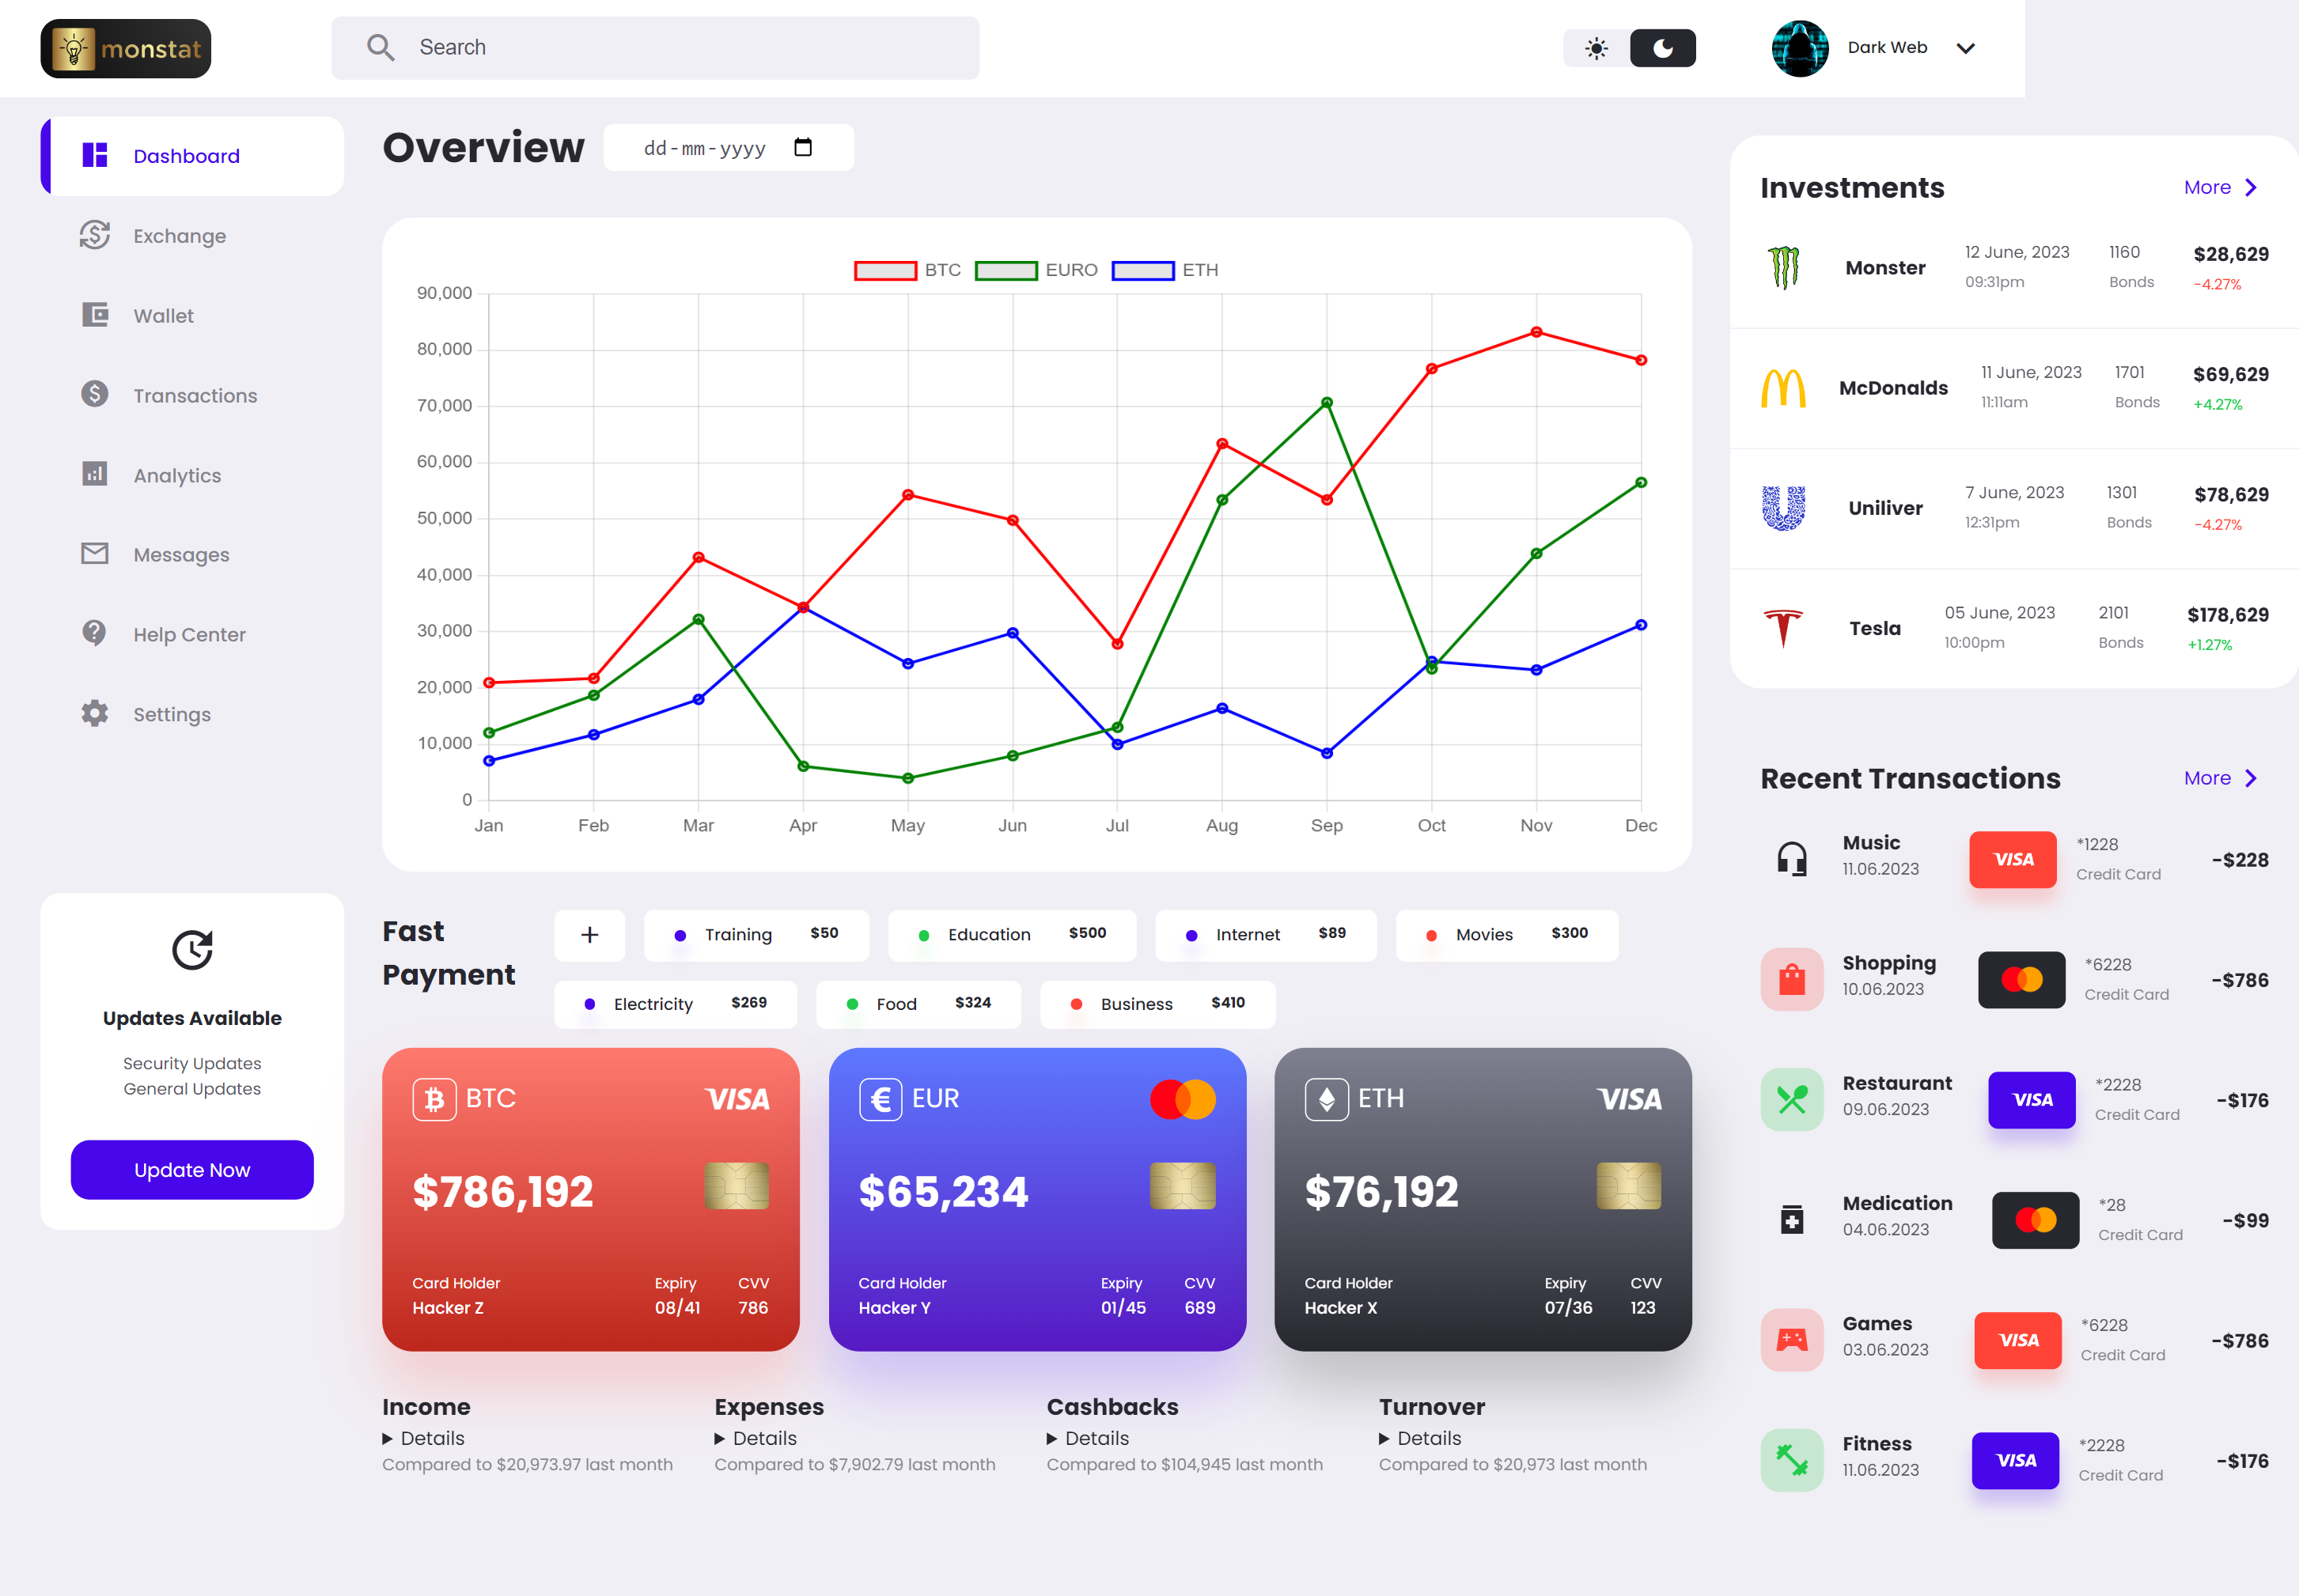 monstat
Search
Dark Web
Dashboard
Exchange
Wallet
Transactions
Analytics
Messages
Help Center
Settings
Updates Available
Security Updates
General Updates
Update Now
Overview
dd-mm-yyyy
BTC EURO ETH
90,000
80,000
70,000
60,000
50,000
40,000
30,000
20,000
10,000
0
Jan Feb Mar Apr May Jun Jul Aug Sep Oct Nov Dec
Fast
Payment
+
Training $50
Education $500
Internet $89
Movies $300
Electricity $269
Food $324
Business $410
BTC VISA
$786,192
Card Holder Expiry CVV
Hacker Z 08/41 786
€ EUR
$65,234
Card Holder Expiry CVV
Hacker Y 01/45 689
ETH VISA
$76,192
Card Holder Expiry CVV
Hacker X 07/36 123
Income
Details
Compared to $20,973.97 last month
Expenses
Details
Compared to $7,902.79 last month
Cashbacks
Details
Compared to $104,945 last month
Turnover
Details
Compared to $20,973 last month
Investments More
Monster
12 June, 2023 1160 $28,629
09:31pm Bonds -4.27%
McDonalds
11 June, 2023 1701 $69,629
11:11am Bonds +4.27%
Uniliver
7 June, 2023 1301 $78,629
12:31pm Bonds -4.27%
Tesla
05 June, 2023 2101 $178,629
10:00pm Bonds +1.27%
Recent Transactions More
Music VISA *1228 -$228
11.06.2023 Credit Card
Shopping *6228 -$786
10.06.2023 Credit Card
Restaurant VISA *2228 -$176
09.06.2023 Credit Card
Medication *28 -$99
04.06.2023 Credit Card
Games VISA *6228 -$786
03.06.2023 Credit Card
Fitness VISA *2228 -$176
11.06.2023 Credit Card